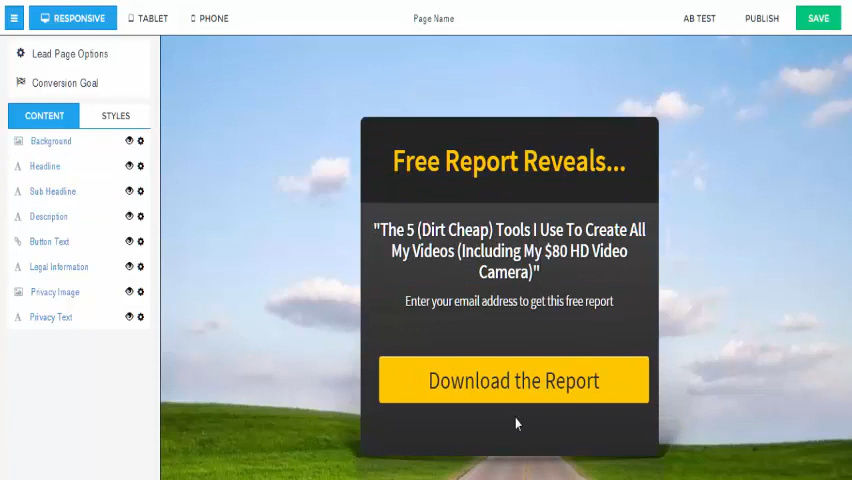 RESPONSIVE TABLET PHONE Page Name AB TEST PUBLISH SAVE
Lead Page Options
Conversion Goal
CONTENT STYLES
Background
Headline
Sub Headline
Description
Button Text
Legal Information
Privacy Image
Privacy Text
Free Report Reveals...
"The 5 (Dirt Cheap) Tools I Use To Create All
My Videos (Including My $80 HD Video
Camera)"
Enter your email address to get this free report
Download the Report